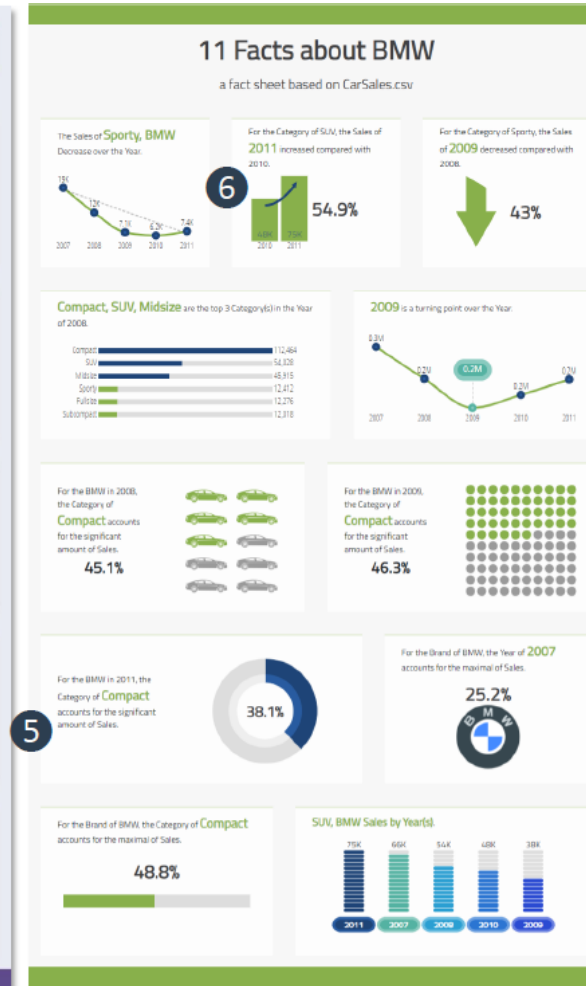 11 Facts about BMW
a fact sheet based on CarSales.csv
The Sales of Sporty, BMW
Decrease over the Year.
15K
12K
7.1K
6.2K
7.4K
2007 2008 2009 2010 2011
For the Category of SUV, the Sales of
2011 increased compared with
2010.
6
54.9%
48K 75K
2010 2011
For the Category of Sporty, the Sales
of 2009 decreased compared with
2008.
43%
Compact, SUV, Midsize are the top 3 Category(s) in the Year
of 2008.
Compact 112,464
SUV
Midsize 45,915
Sporty 12,412
Fullsize 12,276
Subcompact 12,318
2009 is a turning point over the Year.
0.3M
0.2M
0.2M
0.2M
0.2M
2007 2008 2009 2010 2011
For the BMW in 2008,
the Category of
Compact accounts
for the significant
amount of Sales.
45.1%
For the BMW in 2009,
the Category of
Compact accounts
for the significant
amount of Sales.
46.3%
For the BMW in 2011, the
Category of Compact
accounts for the significant
amount of Sales.
5
38.1%
For the Brand of BMW, the Year of 2007
accounts for the maximal of Sales.
25.2%
BMW
For the Brand of BMW, the Category of Compact
accounts for the maximal of Sales.
48.8%
SUV, BMW Sales by Year(s).
75K 66K 54K 48K 38K
2011 2007 2008 2010 2009